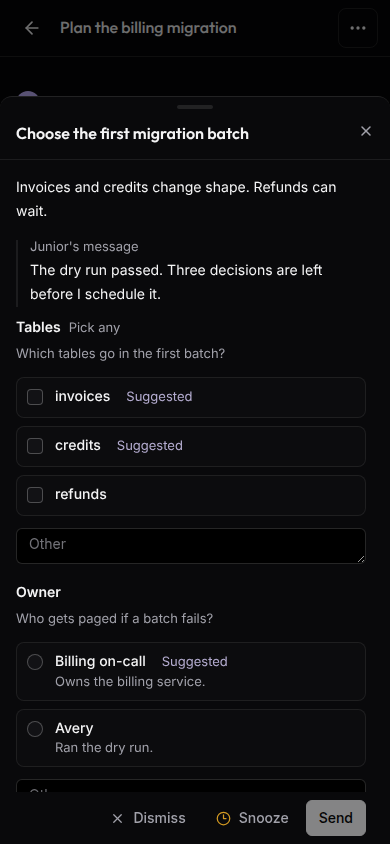 Plan the billing migration
Choose the first migration batch
Invoices and credits change shape. Refunds can
wait.
Junior's message
The dry run passed. Three decisions are left
before I schedule it.
Tables Pick any
Which tables go in the first batch?
invoices Suggested
credits Suggested
refunds
Other
Owner
Who gets paged if a batch fails?
Billing on-call Suggested
Owns the billing service.
Avery
Ran the dry run.
Dismiss Snooze Send